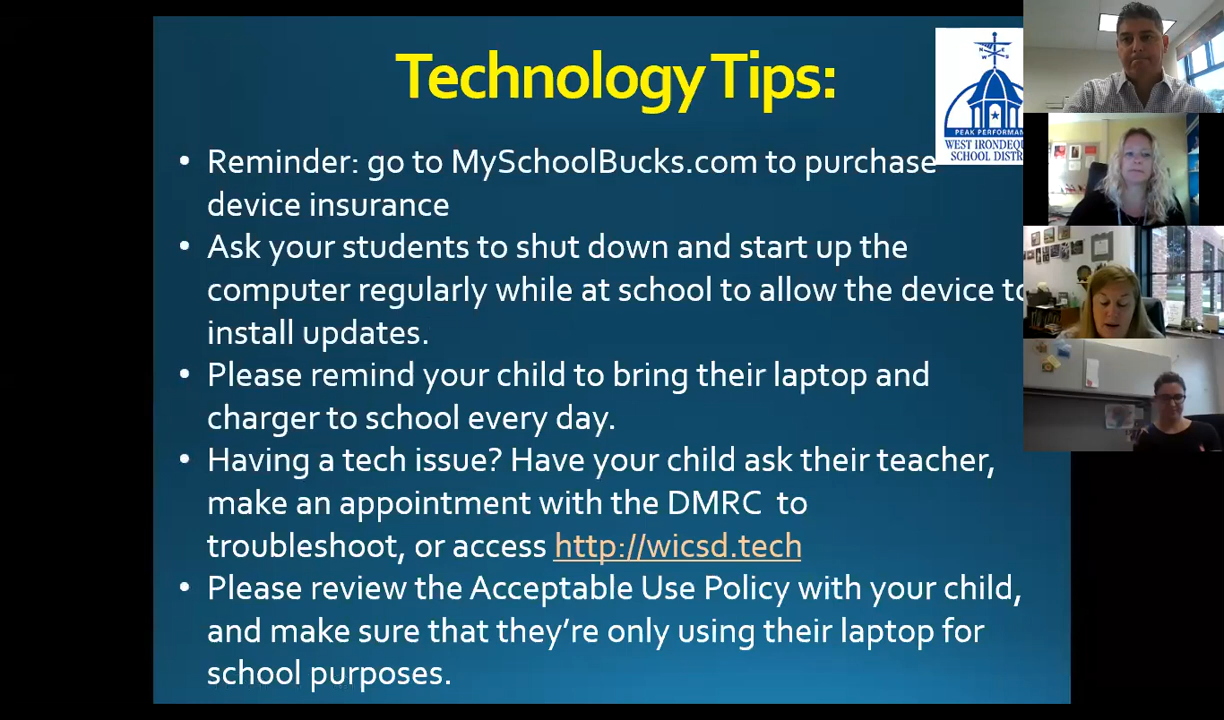 Technology Tips:
PEAK PERFORMAN
WEST IRONDEQU
SCHOOL DISTRI
• Reminder: go to MySchoolBucks.com to purchase
device insurance
• Ask your students to shut down and start up the
computer regularly while at school to allow the device to
install updates.
• Please remind your child to bring their laptop and
charger to school every day.
• Having a tech issue? Have your child ask their teacher,
make an appointment with the DMRC to
troubleshoot, or access http://wicsd.tech
• Please review the Acceptable Use Policy with your child,
and make sure that they’re only using their laptop for
school purposes.